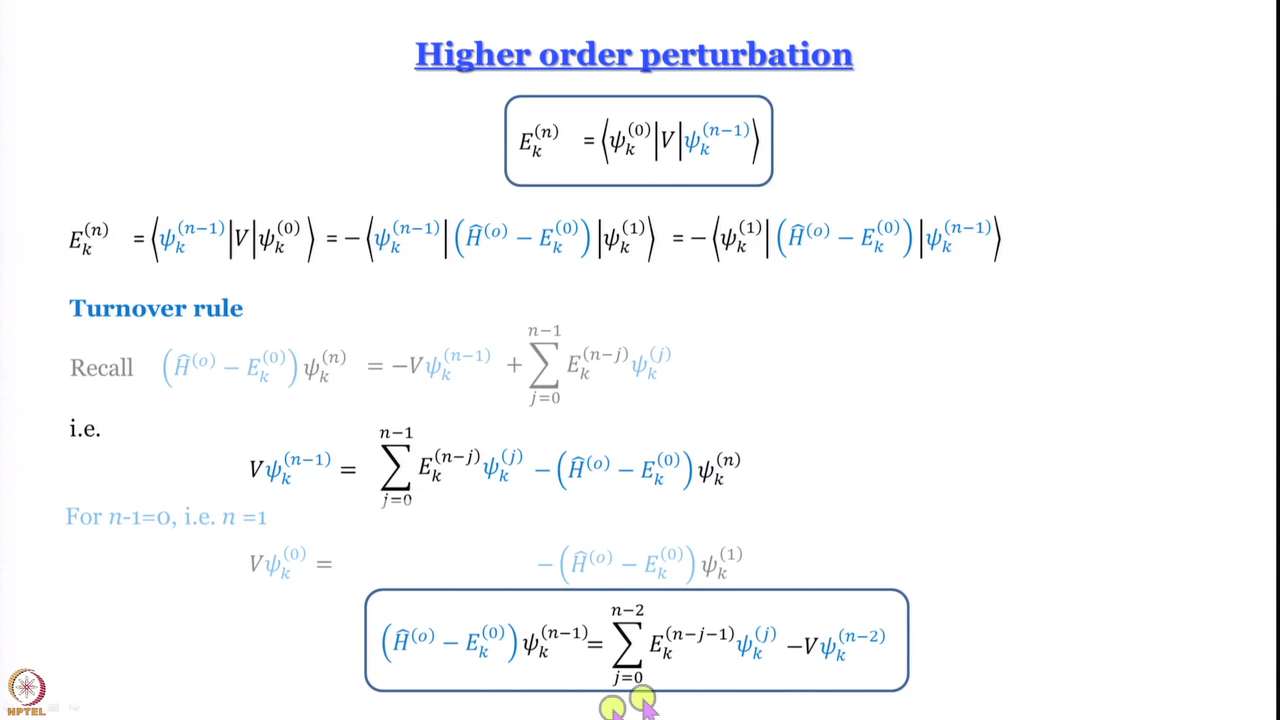 Higher order perturbation
E_k^{(n)} = ⟨ψ_k^{(0)}|V|ψ_k^{(n−1)}⟩
E_k^{(n)} = ⟨ψ_k^{(n−1)}|V|ψ_k^{(0)}⟩ = −⟨ψ_k^{(n−1)}|(Ĥ^{(o)} − E_k^{(0)})|ψ_k^{(1)}⟩ = −⟨ψ_k^{(1)}|(Ĥ^{(o)} − E_k^{(0)})|ψ_k^{(n−1)}⟩
Turnover rule
Recall (Ĥ^{(o)} − E_k^{(0)})ψ_k^{(n)} = −Vψ_k^{(n−1)} + ∑_{j=0}^{n−1} E_k^{(n−j)}ψ_k^{(j)}
i.e.
Vψ_k^{(n−1)} = ∑_{j=0}^{n−1} E_k^{(n−j)}ψ_k^{(j)} −(Ĥ^{(o)} − E_k^{(0)})ψ_k^{(n)}
For n-1=0, i.e. n =1
Vψ_k^{(0)} = −(Ĥ^{(o)} − E_k^{(0)})ψ_k^{(1)}
(Ĥ^{(o)} − E_k^{(0)})ψ_k^{(n−1)} = ∑_{j=0}^{n−2} E_k^{(n−j−1)}ψ_k^{(j)} −Vψ_k^{(n−2)}
NPTEL